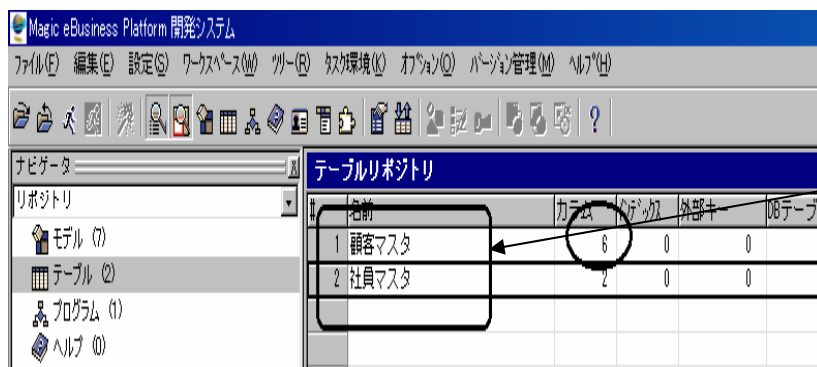 Magic eBusiness Platform 開発システム
ファイル(F) 編集(E) 設定(S) ワークスペース(W) ツリー(R) タスク環境(K) オプション(O) バージョン管理(M) ヘルプ(H)
ナビゲータ
テーブルリポジトリ
リポジトリ
# 名前 カラム インデックス 外部キー DBテーブ
モデル (7)
1 顧客マスタ 6 0 0
テーブル (2)
2 社員マスタ 2 0 0
プログラム (1)
ヘルプ (0)